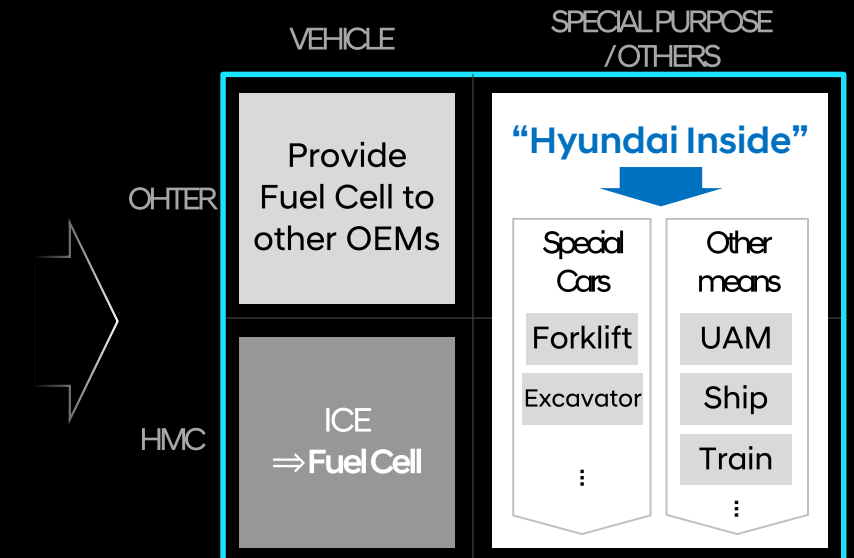 VEHICLE
SPECIAL PURPOSE
/ OTHERS
OHTER
Provide
Fuel Cell to
other OEMs
“Hyundai Inside”
Special
Cars
Forklift
Excavator
⋮
Other
means
UAM
Ship
Train
⋮
HMC
ICE
⇒Fuel Cell